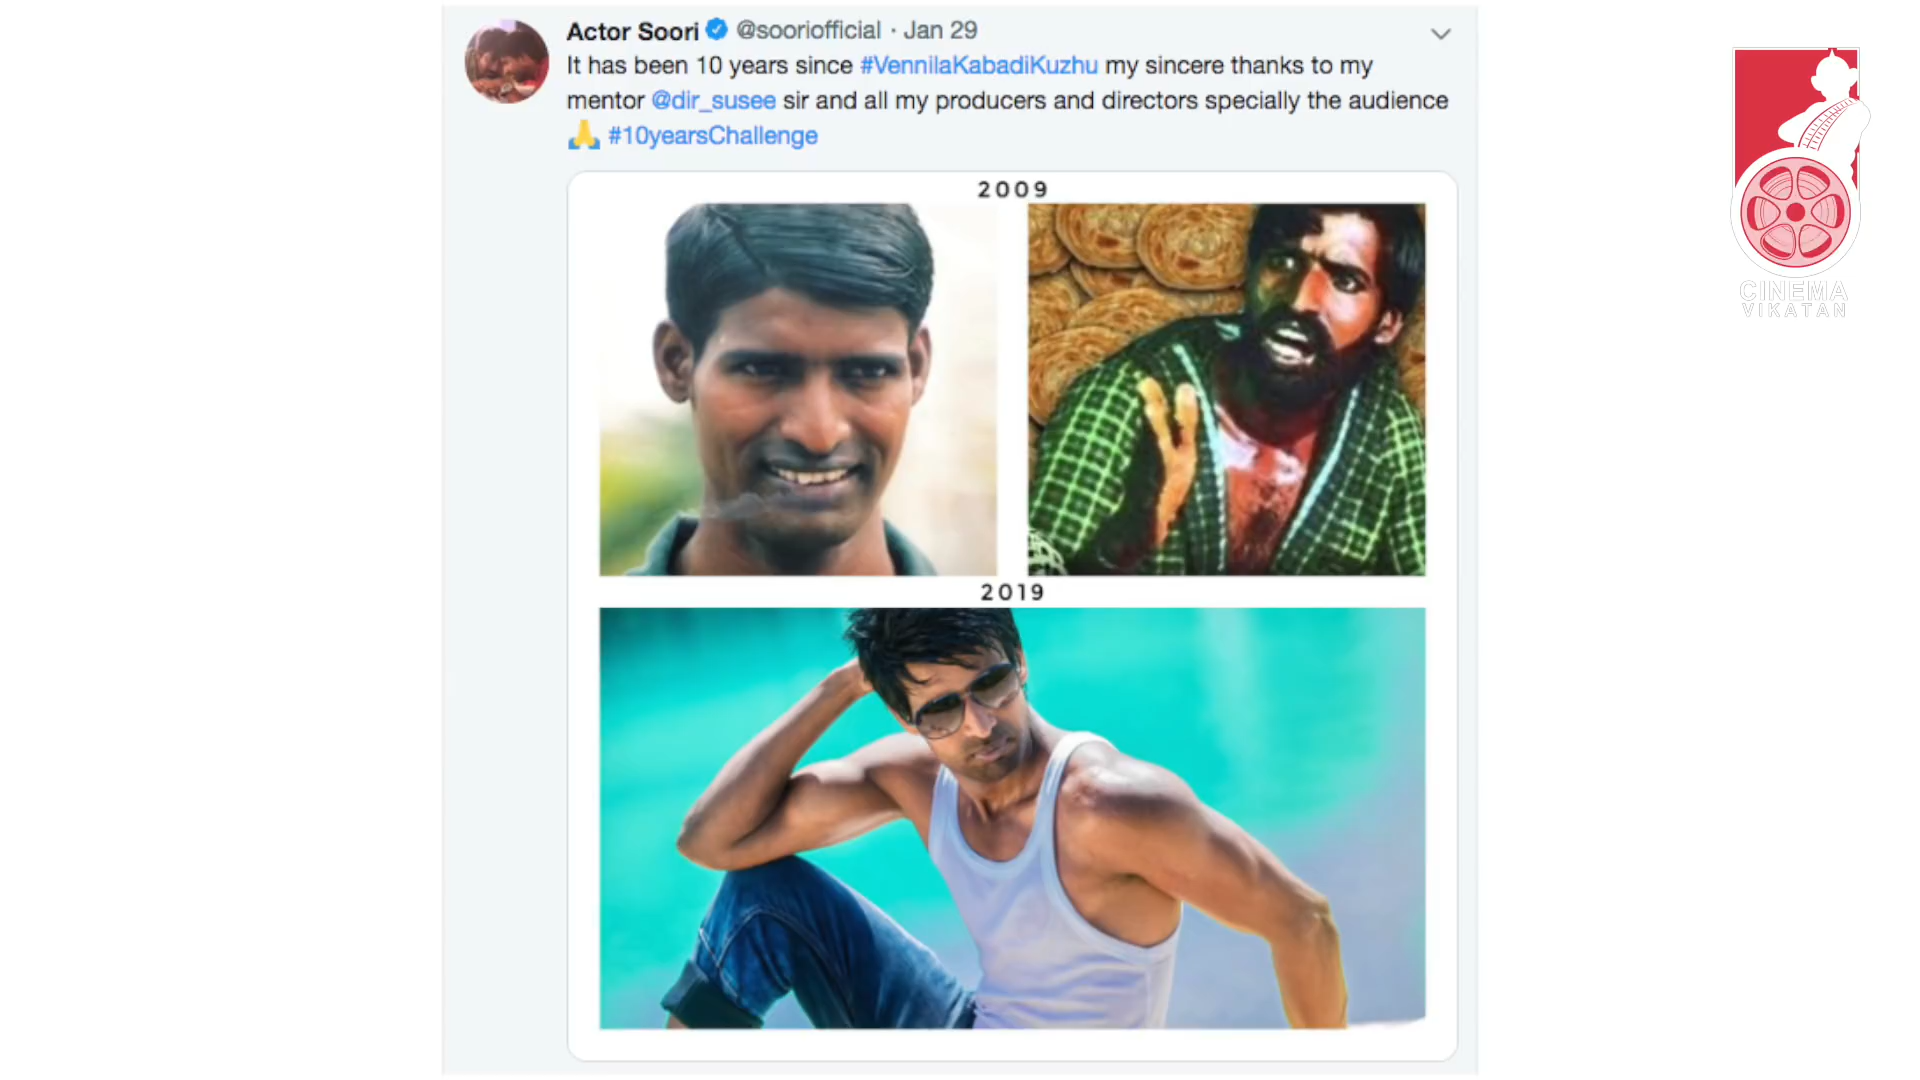 Actor Soori @sooriofficial · Jan 29
It has been 10 years since #VennilaKabadiKuzhu my sincere thanks to my
mentor @dir_susee sir and all my producers and directors specially the audience
🙏 #10yearsChallenge
2009
2019
CINEMA
VIKATAN